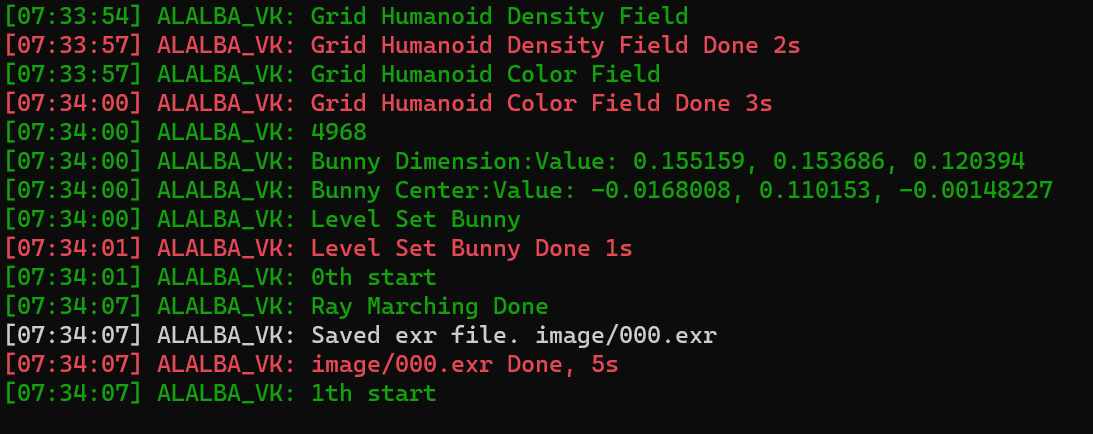 [07:33:54] ALALBA_VK: Grid Humanoid Density Field
[07:33:57] ALALBA_VK: Grid Humanoid Density Field Done 2s
[07:33:57] ALALBA_VK: Grid Humanoid Color Field
[07:34:00] ALALBA_VK: Grid Humanoid Color Field Done 3s
[07:34:00] ALALBA_VK: 4968
[07:34:00] ALALBA_VK: Bunny Dimension:Value: 0.155159, 0.153686, 0.120394
[07:34:00] ALALBA_VK: Bunny Center:Value: -0.0168008, 0.110153, -0.00148227
[07:34:00] ALALBA_VK: Level Set Bunny
[07:34:01] ALALBA_VK: Level Set Bunny Done 1s
[07:34:01] ALALBA_VK: 0th start
[07:34:07] ALALBA_VK: Ray Marching Done
[07:34:07] ALALBA_VK: Saved exr file. image/000.exr
[07:34:07] ALALBA_VK: image/000.exr Done, 5s
[07:34:07] ALALBA_VK: 1th start